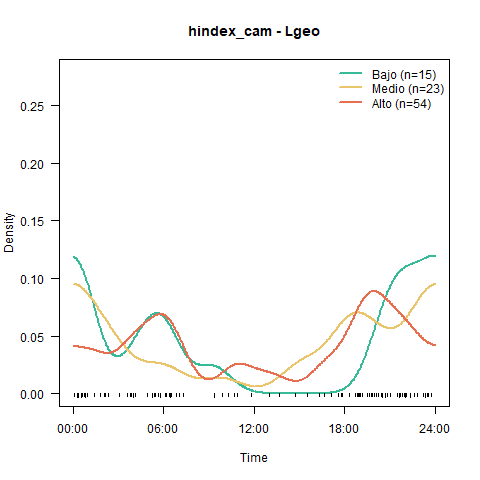 hindex_cam - Lgeo
Bajo (n=15)
Medio (n=23)
Alto (n=54)
Density
0.25
0.20
0.15
0.10
0.05
0.00
00:00 06:00 12:00 18:00 24:00
Time